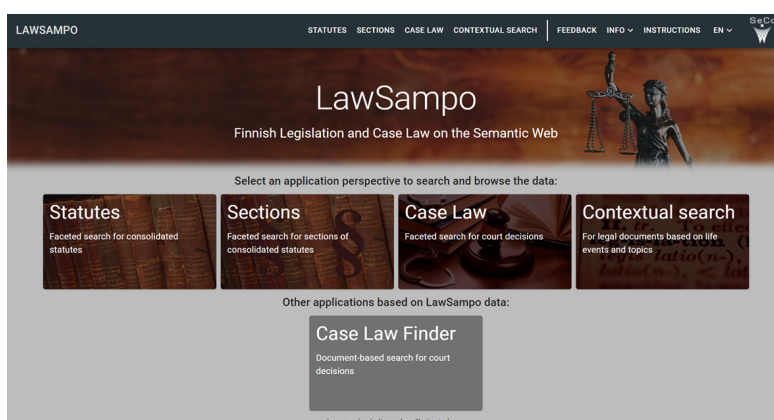 LAWSAMPO
STATUTES SECTIONS CASE LAW CONTEXTUAL SEARCH FEEDBACK INFO INSTRUCTIONS EN
SeCo
LawSampo
Finnish Legislation and Case Law on the Semantic Web
Select an application perspective to search and browse the data:
Statutes
Faceted search for consolidated
statutes
Sections
Faceted search for sections of
consolidated statutes
Case Law
Faceted search for court decisions
Contextual search
For legal documents based on life
events and topics
Other applications based on LawSampo data:
Case Law Finder
Document-based search for court
decisions